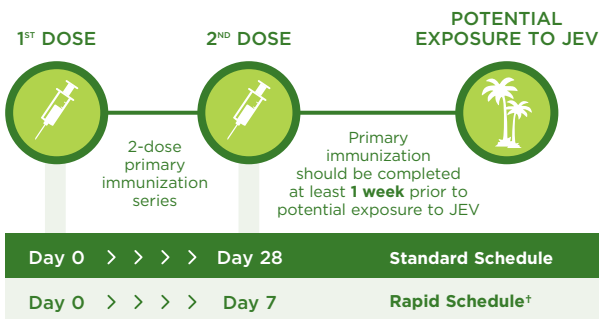 1ST DOSE
2ND DOSE
POTENTIAL
EXPOSURE TO JEV
2-dose
primary
immunization
series
Primary
immunization
should be completed
at least 1 week prior to
potential exposure to JEV
Day 0 > > > > Day 28 Standard Schedule
Day 0 > > > > Day 7 Rapid Schedule†